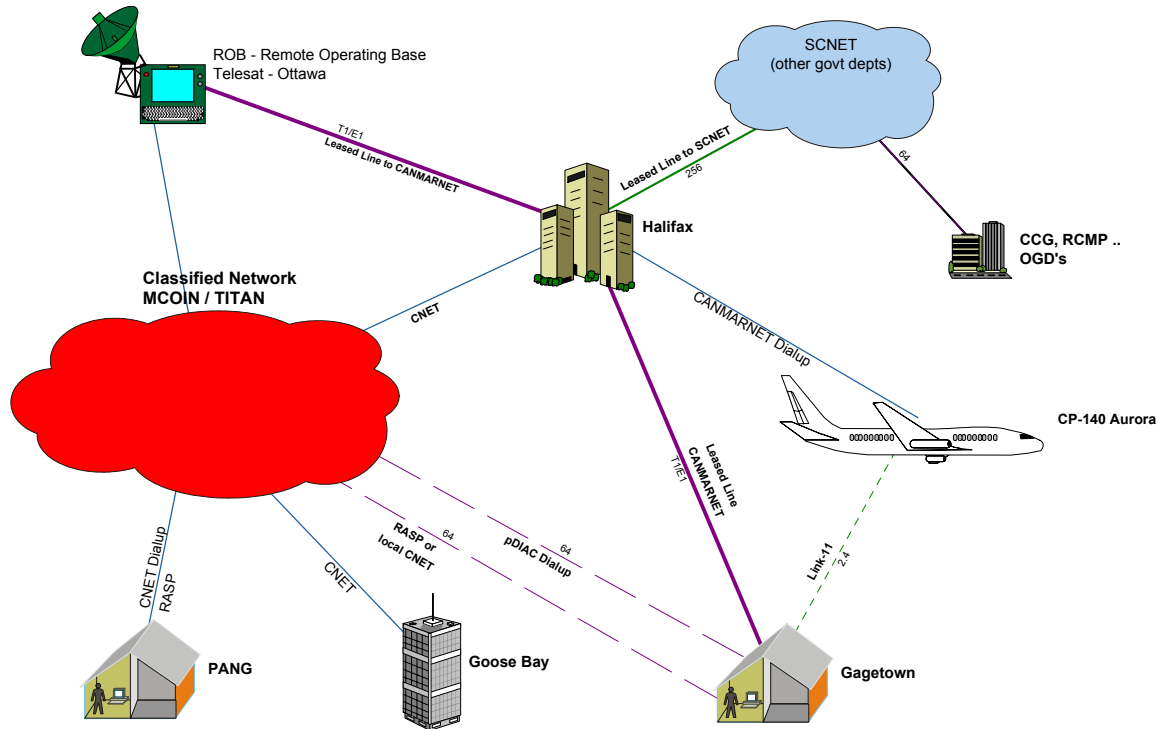 ROB - Remote Operating Base
Telesat - Ottawa
SCNET
(other govt depts)
T1/E1
Leased Line to CANMARNET
Leased Line to SCNET
256
64
Halifax
CCG, RCMP ..
OGD's
Classified Network
MCOIN / TITAN
CNET
CANMARNET Dialup
CP-140 Aurora
Leased Line
CANMARNET
T1/E1
RASP or
local CNET
64
pDIAC Dialup
64
Link-11
2.4
CNET Dialup
RASP
CNET
PANG
Goose Bay
Gagetown